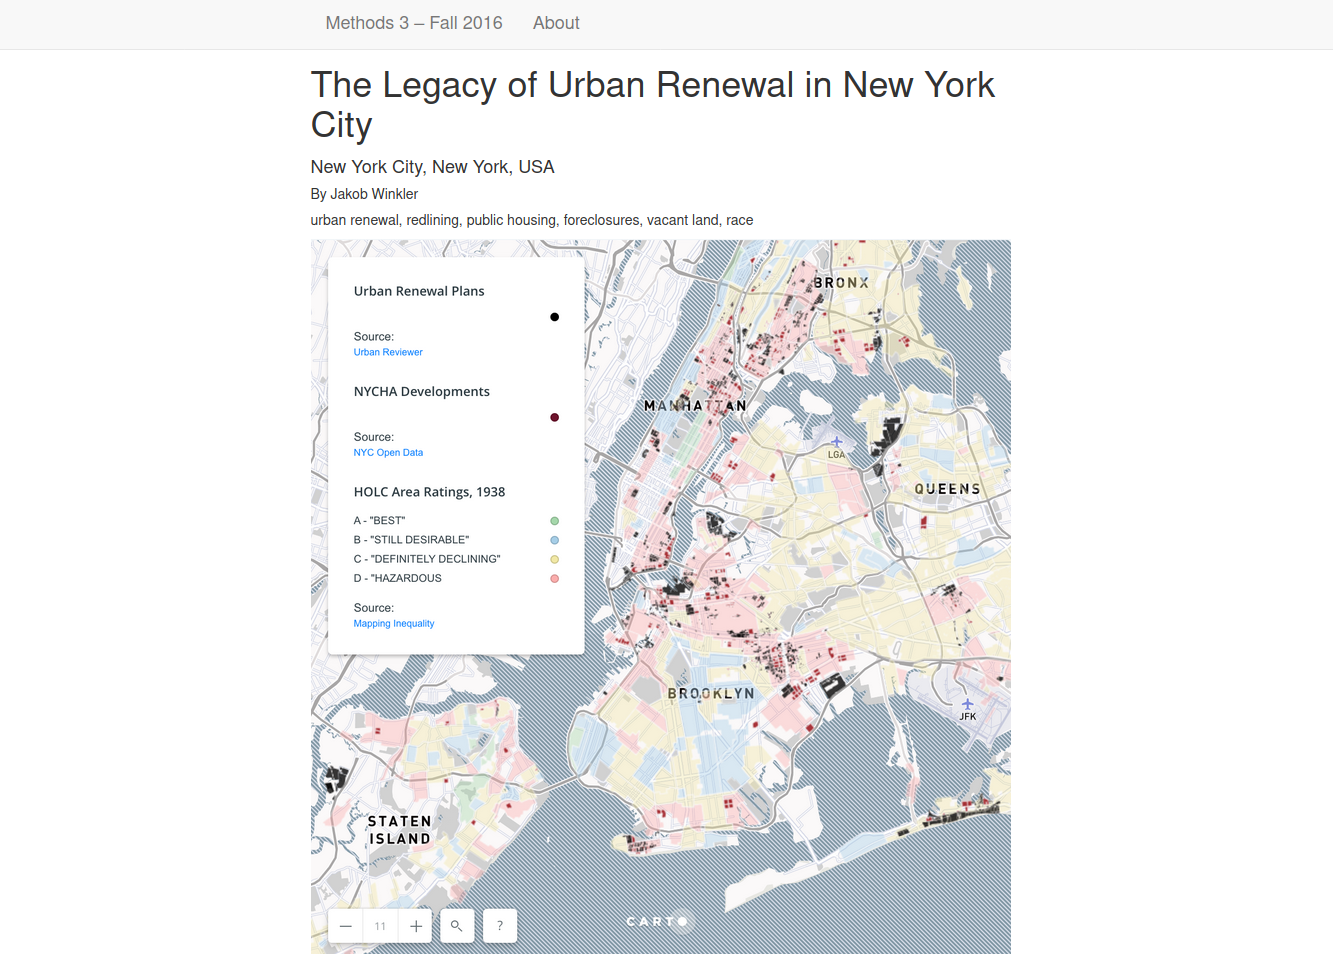 Methods 3 – Fall 2016 About
The Legacy of Urban Renewal in New York
City
New York City, New York, USA
By Jakob Winkler
urban renewal, redlining, public housing, foreclosures, vacant land, race
Urban Renewal Plans
Source:
Urban Reviewer
NYCHA Developments
Source:
NYC Open Data
HOLC Area Ratings, 1938
A - "BEST"
B - "STILL DESIRABLE"
C - "DEFINITELY DECLINING"
D - "HAZARDOUS
Source:
Mapping Inequality
BRONX
MANHATTAN
LGA
QUEENS
BROOKLYN
JFK
STATEN
ISLAND
11
?
CARTO